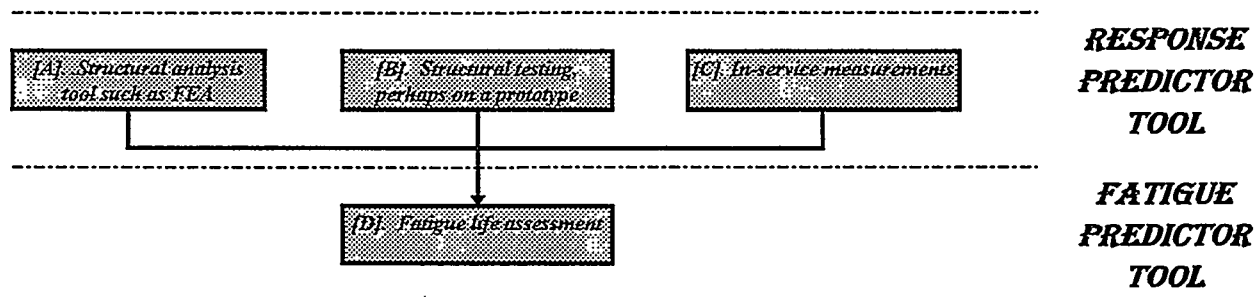 [A]. Structural analysis
tool such as FEA
[B]. Structural testing,
perhaps on a prototype
[C]. In-service measurements
RESPONSE
PREDICTOR
TOOL
[D]. Fatigue life assessment
FATIGUE
PREDICTOR
TOOL